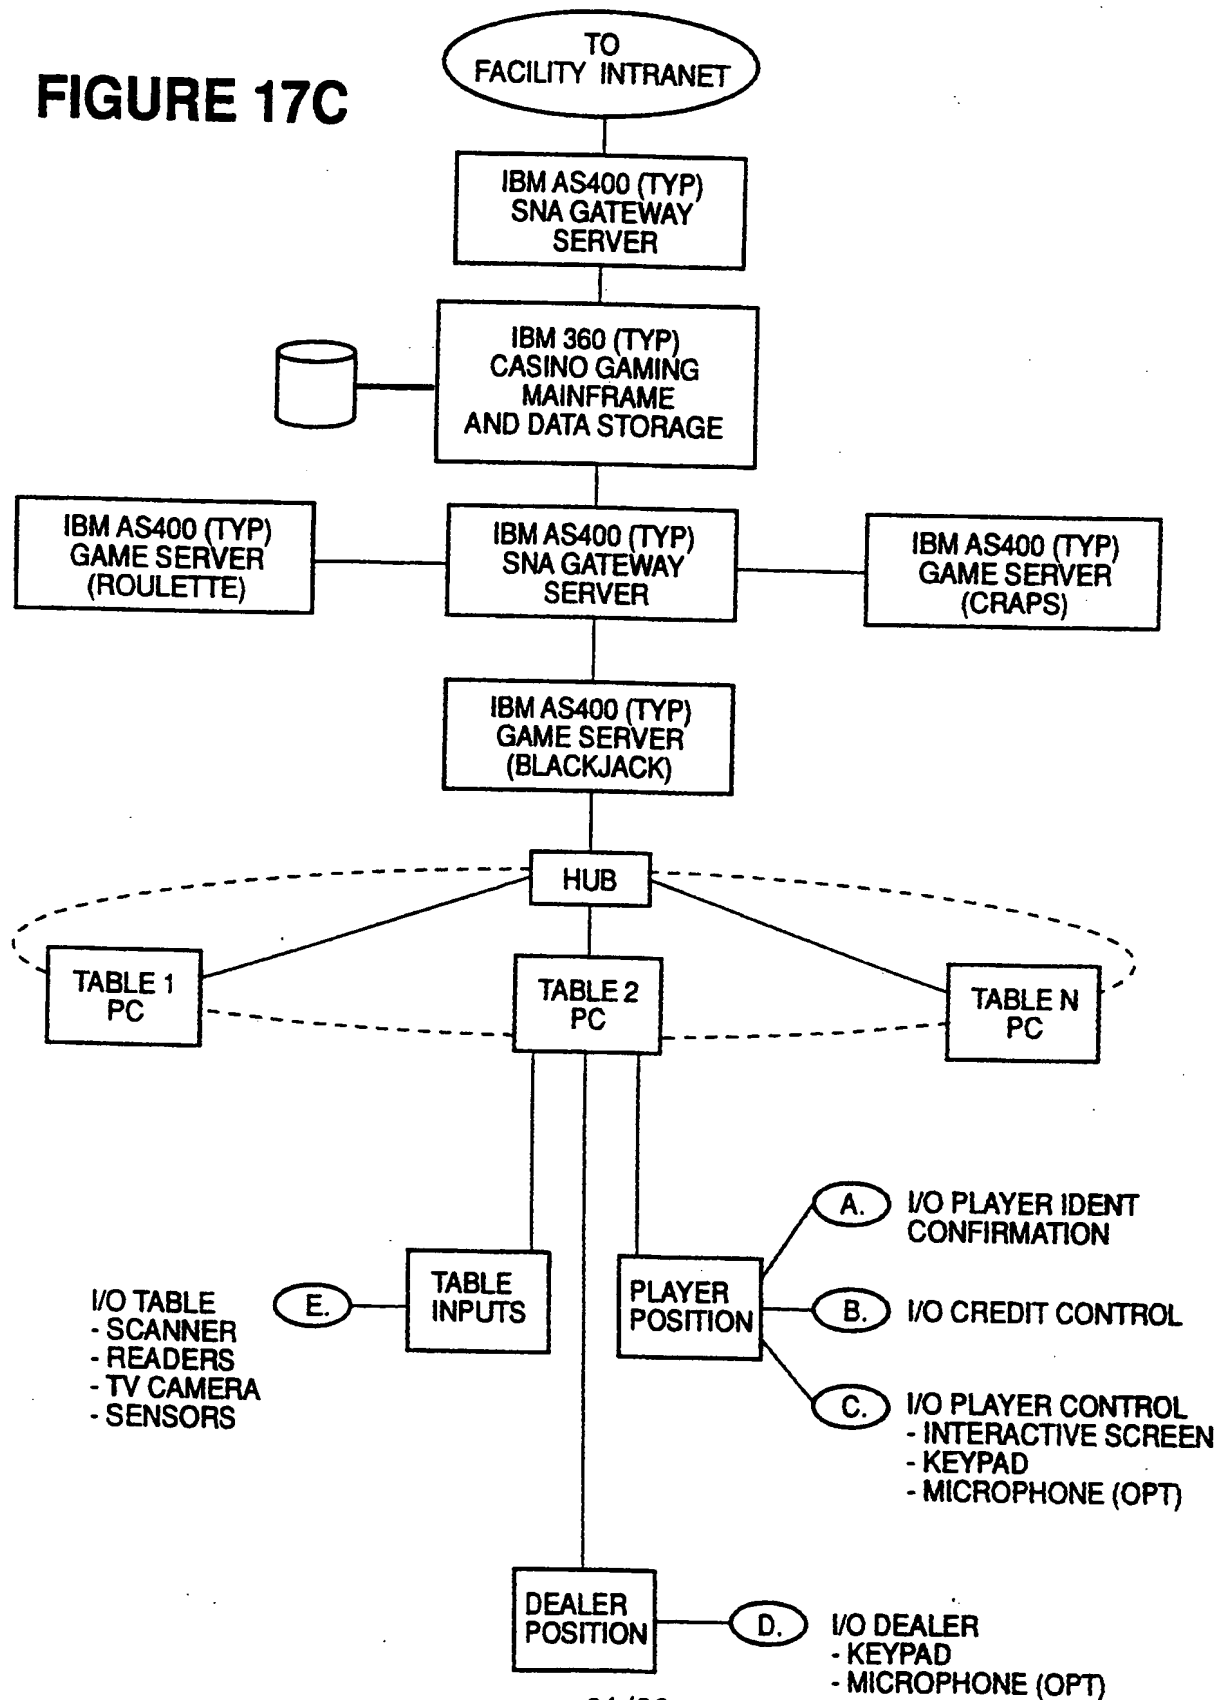 TO
FACILITY INTRANET
FIGURE 17C
IBM AS400 (TYP)
SNA GATEWAY
SERVER
IBM 360 (TYP)
CASINO GAMING
MAINFRAME
AND DATA STORAGE
IBM AS400 (TYP)
GAME SERVER
(ROULETTE)
IBM AS400 (TYP)
SNA GATEWAY
SERVER
IBM AS400 (TYP)
GAME SERVER
(CRAPS)
IBM AS400 (TYP)
GAME SERVER
(BLACKJACK)
HUB
TABLE 1
PC
TABLE 2
PC
TABLE N
PC
A.
I/O PLAYER IDENT
CONFIRMATION
I/O TABLE
- SCANNER
- READERS
- TV CAMERA
- SENSORS
E.
TABLE
INPUTS
PLAYER
POSITION
B.
I/O CREDIT CONTROL
C.
I/O PLAYER CONTROL
- INTERACTIVE SCREEN
- KEYPAD
- MICROPHONE (OPT)
DEALER
POSITION
D.
I/O DEALER
- KEYPAD
- MICROPHONE (OPT)